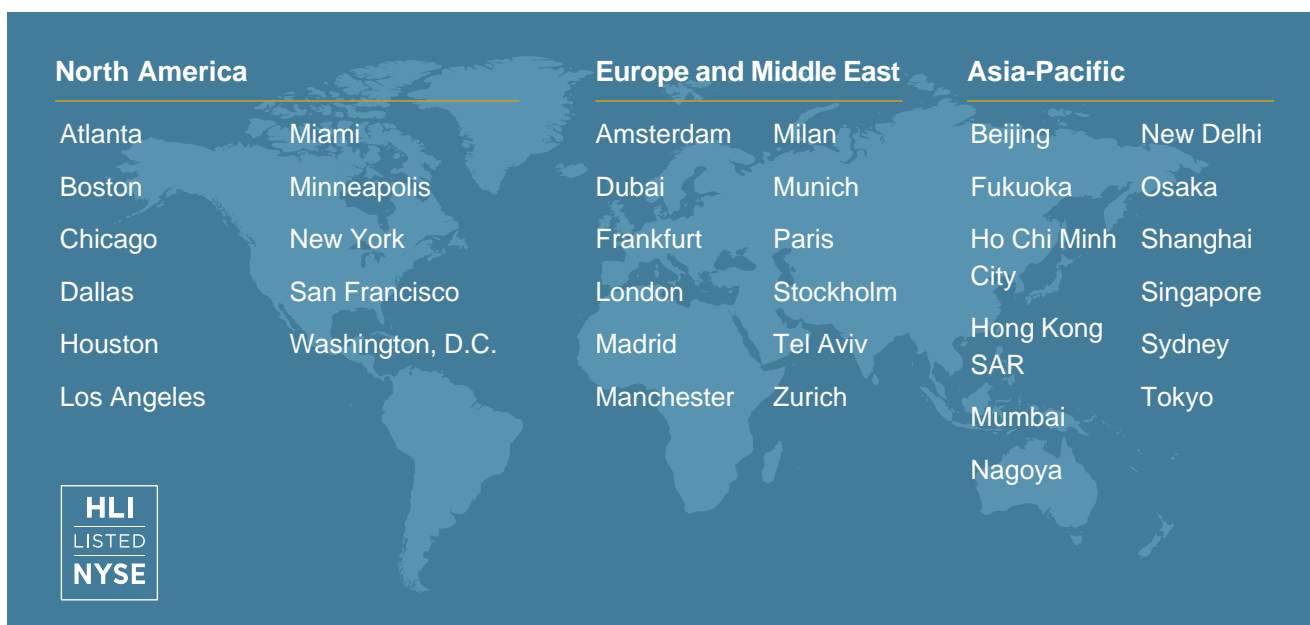 North America
Atlanta
Boston
Chicago
Dallas
Houston
Los Angeles
Miami
Minneapolis
New York
San Francisco
Washington, D.C.
Europe and Middle East
Amsterdam
Dubai
Frankfurt
London
Madrid
Manchester
Milan
Munich
Paris
Stockholm
Tel Aviv
Zurich
Asia-Pacific
Beijing
Fukuoka
Ho Chi Minh
City
Hong Kong
SAR
Mumbai
Nagoya
New Delhi
Osaka
Shanghai
Singapore
Sydney
Tokyo
HLI
LISTED
NYSE